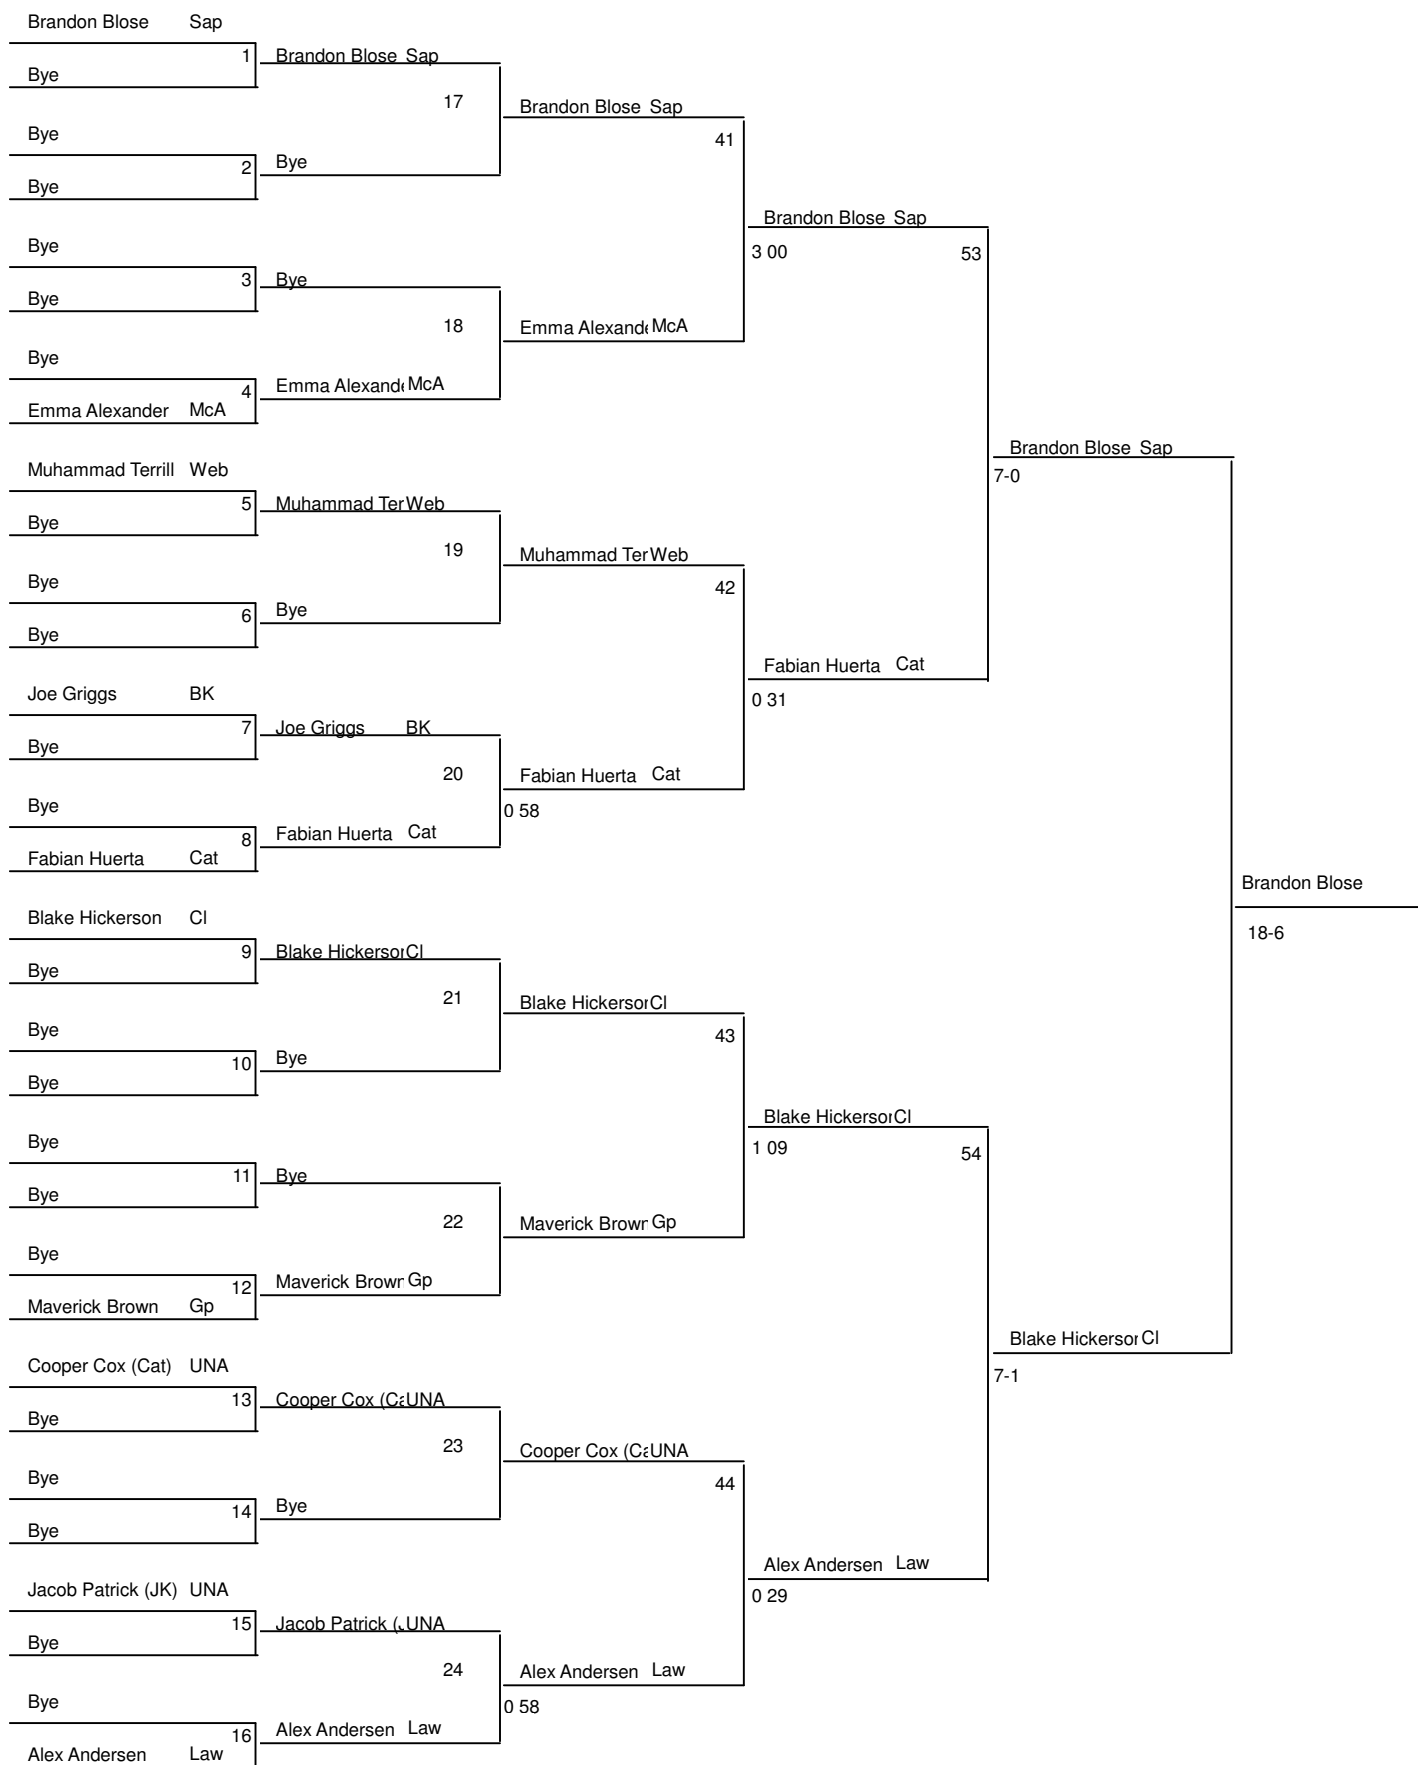 Brandon Blose Sap
1 Brandon Blose Sap
Bye
17 Brandon Blose Sap
Bye
41
2 Bye
Bye
Brandon Blose Sap
Bye
3 00 53
3 Bye
Bye
18 Emma Alexande McA
Bye
4 Emma Alexande McA
Emma Alexander McA
Brandon Blose Sap
Muhammad Terrill Web
7-0
5 Muhammad Ter Web
Bye
19 Muhammad Ter Web
Bye
42
6 Bye
Bye
Fabian Huerta Cat
Joe Griggs BK
0 31
7 Joe Griggs BK
Bye
20 Fabian Huerta Cat
Bye
0 58
8 Fabian Huerta Cat
Fabian Huerta Cat
Brandon Blose
Blake Hickerson Cl
18-6
9 Blake Hickerson Cl
Bye
21 Blake Hickerson Cl
Bye
43
10 Bye
Bye
Blake Hickerson Cl
Bye
1 09 54
11 Bye
Bye
22 Maverick Brown Gp
Bye
12 Maverick Brown Gp
Maverick Brown Gp
Blake Hickerson Cl
Cooper Cox (Cat) UNA
7-1
13 Cooper Cox (Ca UNA
Bye
23 Cooper Cox (Ca UNA
Bye
44
14 Bye
Bye
Alex Andersen Law
Jacob Patrick (JK) UNA
0 29
15 Jacob Patrick (J UNA
Bye
24 Alex Andersen Law
Bye
0 58
16 Alex Andersen Law
Alex Andersen Law